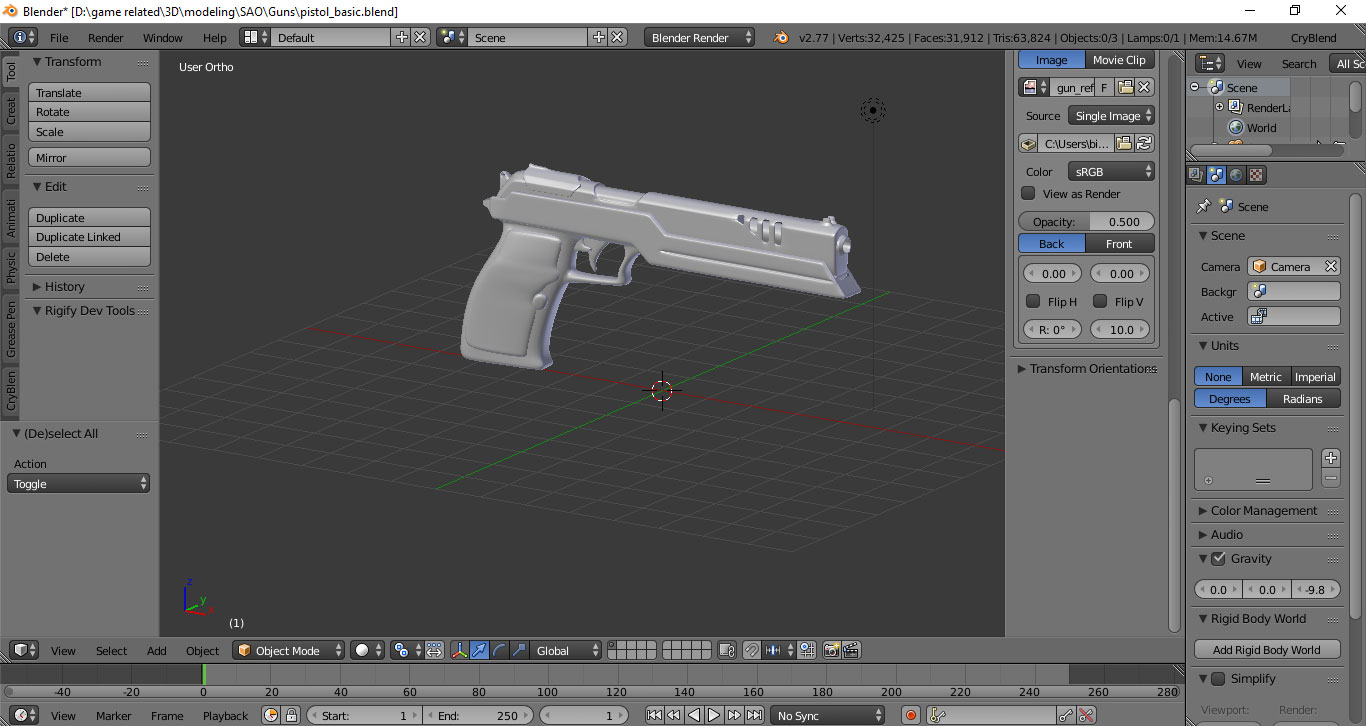 Blender* [D:\game related\3D\modeling\SAO\Guns\pistol_basic.blend]
File Render Window Help Default Scene Blender Render v2.77 | Verts:32,425 | Faces:31,912 | Tris:63,824 | Objects:0/3 | Lamps:0/1 | Mem:14.67M CryBlend
Tool
Creat
Relatio
Animati
Physic
Grease Pen
CryBlen
Transform
Translate
Rotate
Scale
Mirror
Edit
Duplicate
Duplicate Linked
Delete
History
Rigify Dev Tools
(De)select All
Action
Toggle
User Ortho
z
y
x
(1)
Image Movie Clip
gun_ref F
Source Single Image
C:\Users\bi...
Color sRGB
View as Render
Opacity: 0.500
Back Front
0.00 0.00
Flip H Flip V
R: 0° 10.0
Transform Orientations
View Search All Sc
Scene
RenderLa
World
Scene
Scene
Camera Camera
Backgr
Active
Units
None Metric Imperial
Degrees Radians
Keying Sets
Color Management
Audio
Gravity
0.0 0.0 -9.8
Rigid Body World
Add Rigid Body World
Simplify
Viewport: Render:
View Select Add Object Object Mode Global
-40 -20 0 20 40 60 80 100 120 140 160 180 200 220 240 260 280
View Marker Frame Playback Start: 1 End: 250 1 No Sync